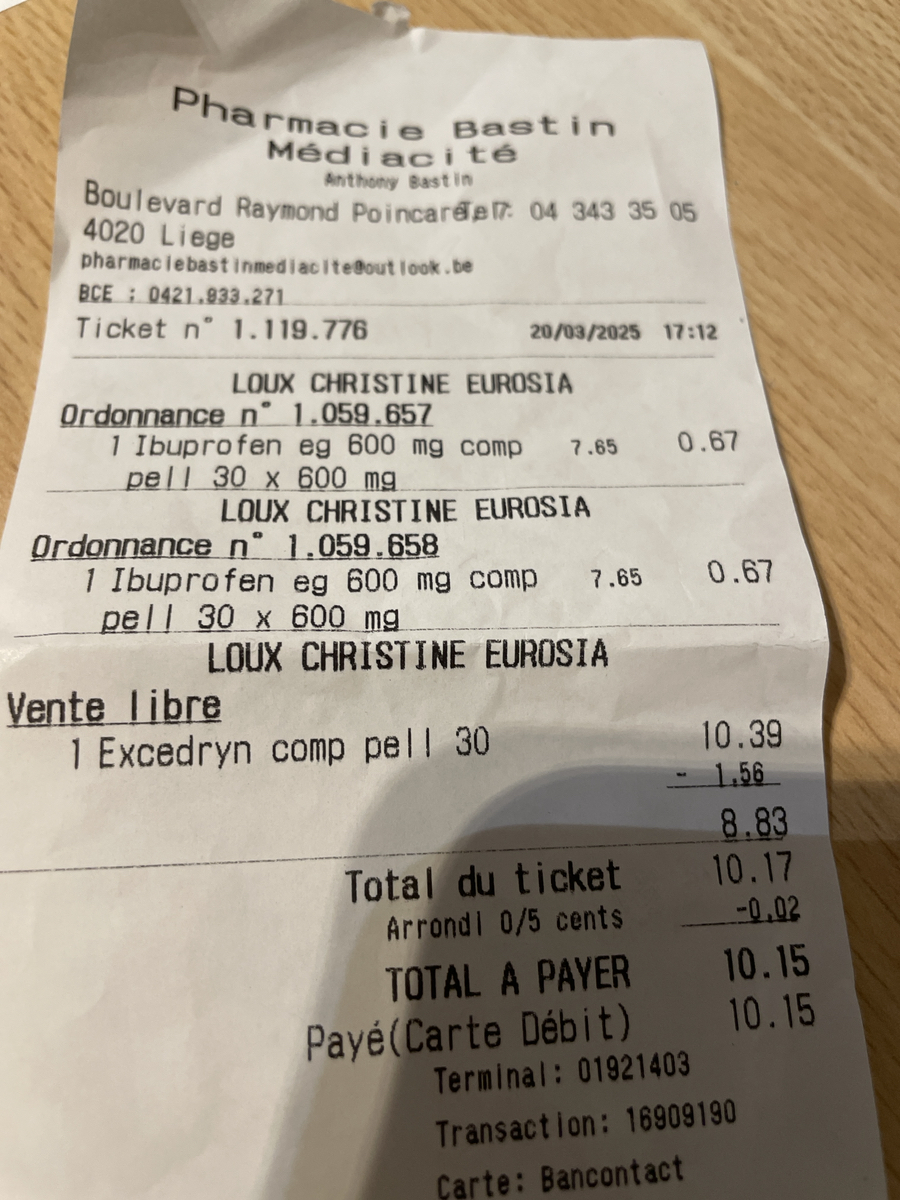 Pharmacie Bastin
Médiacité
Anthony Bastin
Boulevard Raymond Poincaré, 7 Tel: 04 343 35 05
4020 Liege
pharmaciebastinmediacite@outlook.be
BCE : 0421.933.271
Ticket n° 1.119.776 20/03/2025 17:12
LOUX CHRISTINE EUROSIA
Ordonnance n° 1.059.657
1 Ibuprofen eg 600 mg comp 7.65 0.67
pell 30 x 600 mg
LOUX CHRISTINE EUROSIA
Ordonnance n° 1.059.658
1 Ibuprofen eg 600 mg comp 7.65 0.67
pell 30 x 600 mg
LOUX CHRISTINE EUROSIA
Vente libre
1 Excedryn comp pell 30 10.39
- 1.56
8.83
Total du ticket 10.17
Arrondi 0/5 cents -0.02
TOTAL A PAYER 10.15
Payé(Carte Débit) 10.15
Terminal: 01921403
Transaction: 16909190
Carte: Bancontact